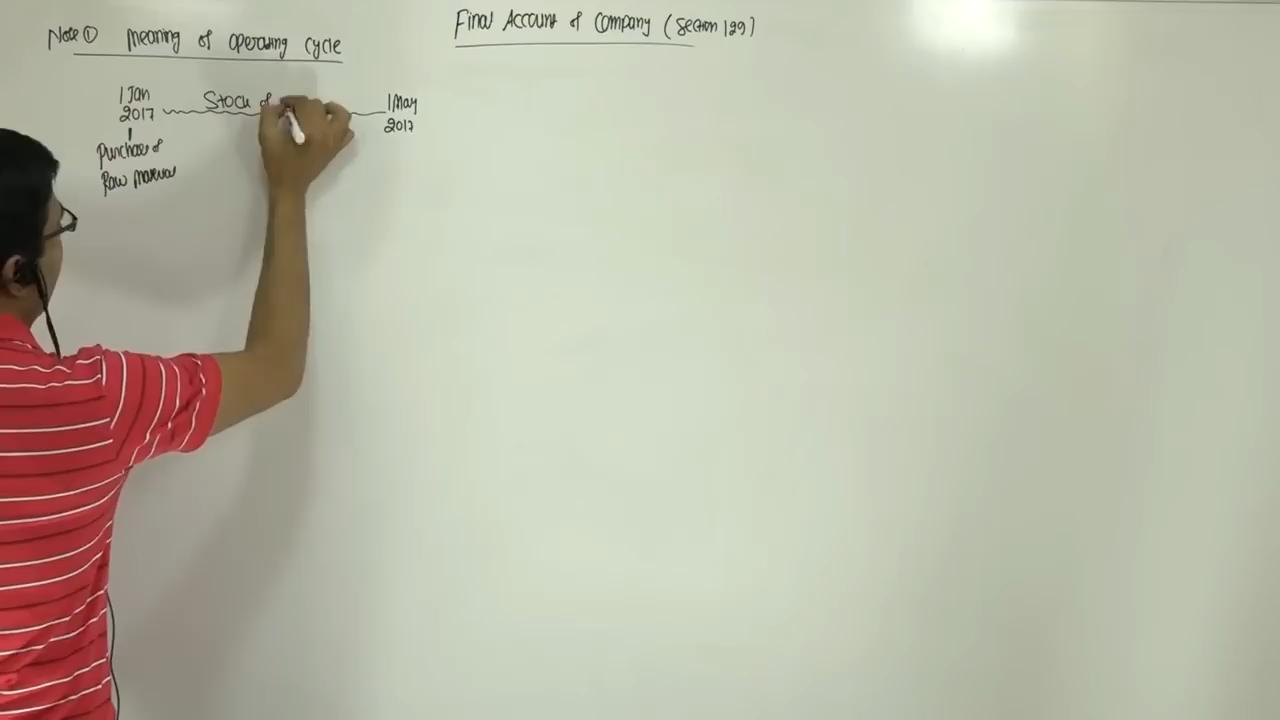 Final Account of Company (Section 129)
Note ① Meaning of Operating Cycle
1 Jan
2017
Stock of
1 May
2017
Purchase of
Raw Material